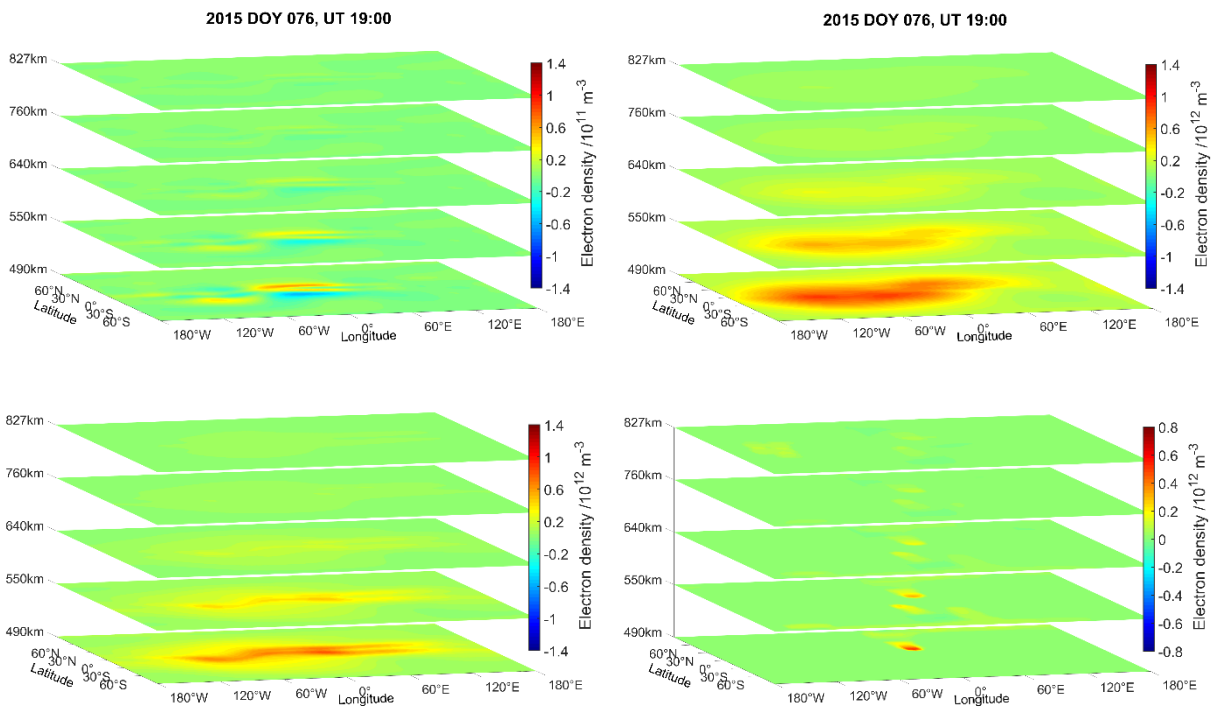 2015 DOY 076, UT 19:00
827km
760km
640km
550km
490km
60°N
30°N
0°
30°S
60°S
Latitude
180°W
120°W
60°W
0°
60°E
120°E
180°E
Longitude
1.4
1
0.6
0.2
-0.2
-0.6
-1
-1.4
Electron density /10¹¹ m⁻³
2015 DOY 076, UT 19:00
827km
760km
640km
550km
490km
60°N
30°N
0°
30°S
60°S
Latitude
180°W
120°W
60°W
0°
60°E
120°E
180°E
Longitude
1.4
1
0.6
0.2
-0.2
-0.6
-1
-1.4
Electron density /10¹² m⁻³
827km
760km
640km
550km
490km
60°N
30°N
0°
30°S
60°S
Latitude
180°W
120°W
60°W
0°
60°E
120°E
180°E
Longitude
1.4
1
0.6
0.2
-0.2
-0.6
-1
-1.4
Electron density /10¹² m⁻³
827km
760km
640km
550km
490km
60°N
30°N
0°
30°S
60°S
Latitude
180°W
120°W
60°W
0°
60°E
120°E
180°E
Longitude
0.8
0.6
0.4
0.2
0
-0.2
-0.4
-0.6
-0.8
Electron density /10¹² m⁻³